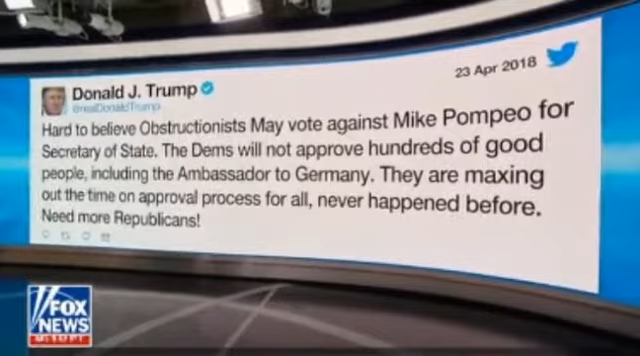 Donald J. Trump
@realDonaldTrump
23 Apr 2018
Hard to believe Obstructionists May vote against Mike Pompeo for
Secretary of State. The Dems will not approve hundreds of good
people, including the Ambassador to Germany. They are maxing
out the time on approval process for all, never happened before.
Need more Republicans!
FOX
NEWS